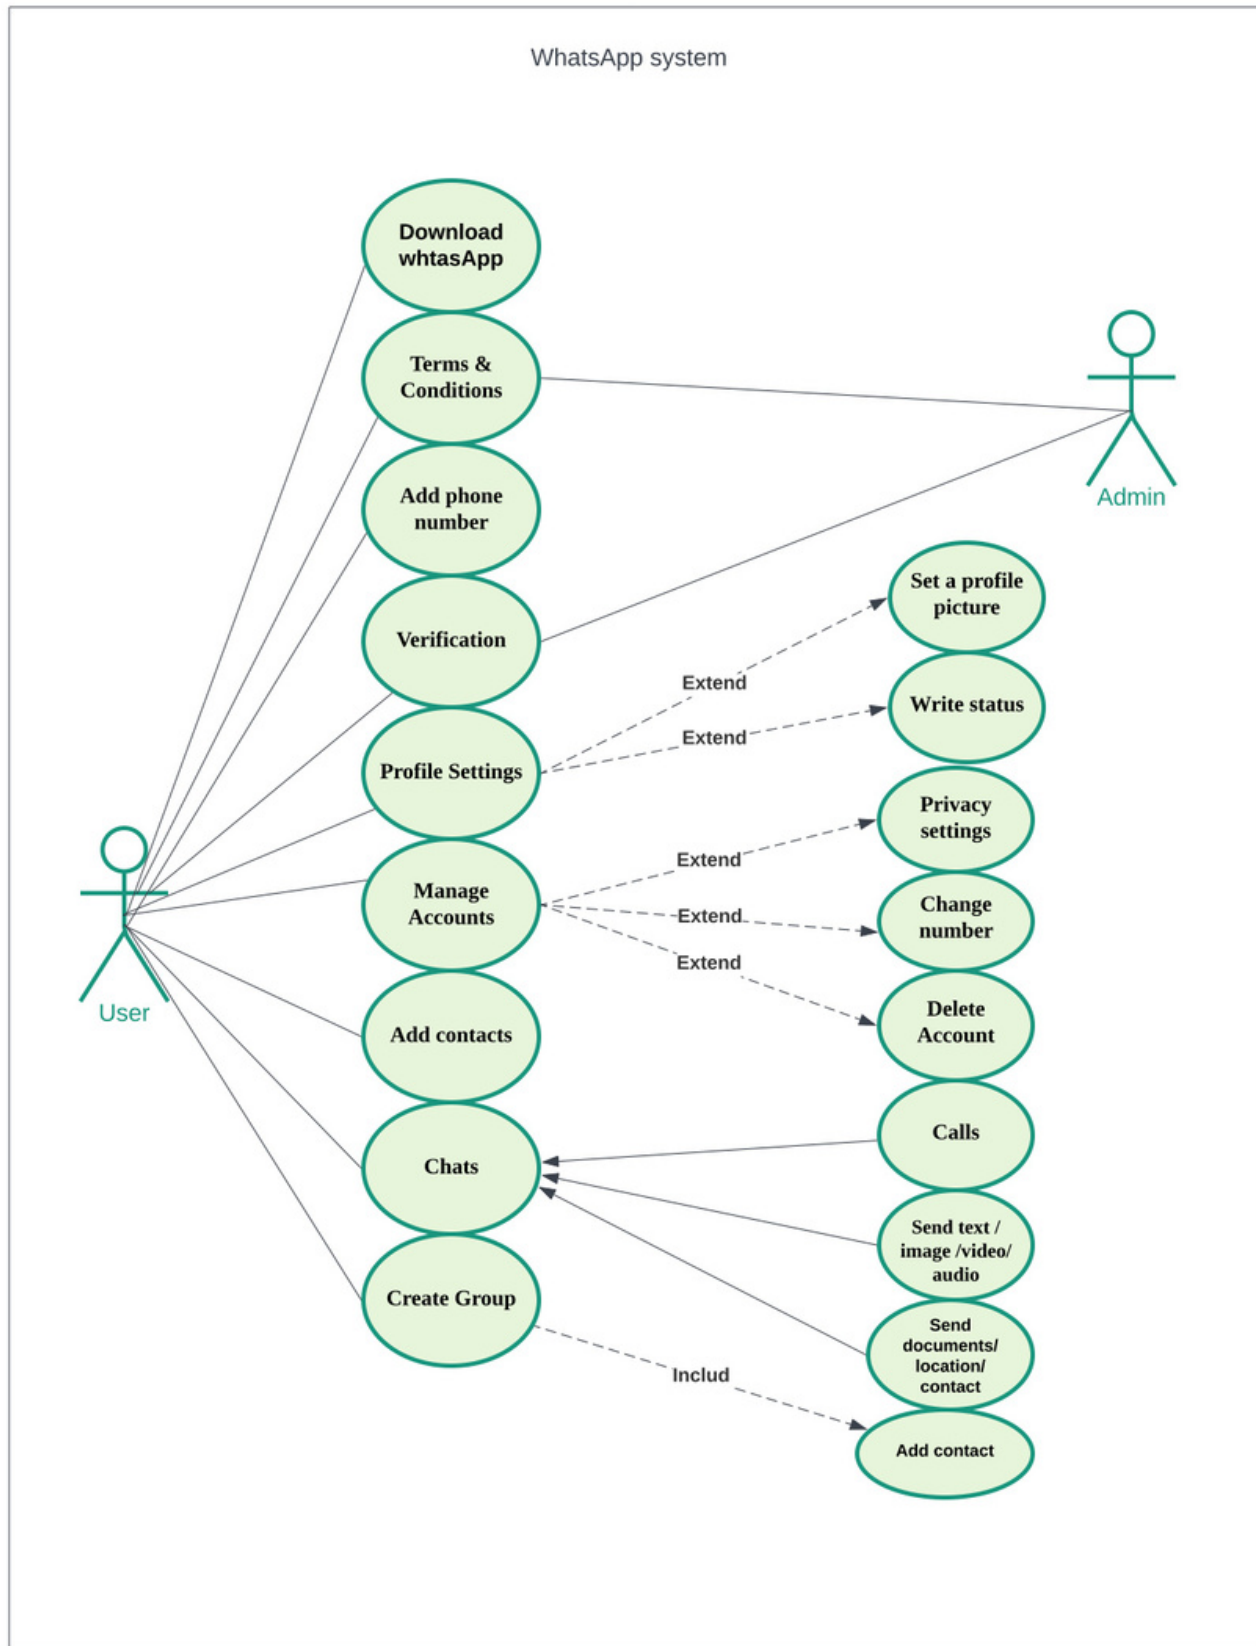 WhatsApp system
Download
whtasApp
Terms &
Conditions
Add phone
number
Verification
Profile Settings
Manage
Accounts
Add contacts
Chats
Create Group
User
Admin
Extend
Extend
Extend
Extend
Extend
Includ
Set a profile
picture
Write status
Privacy
settings
Change
number
Delete
Account
Calls
Send text /
image /video/
audio
Send
documents/
location/
contact
Add contact